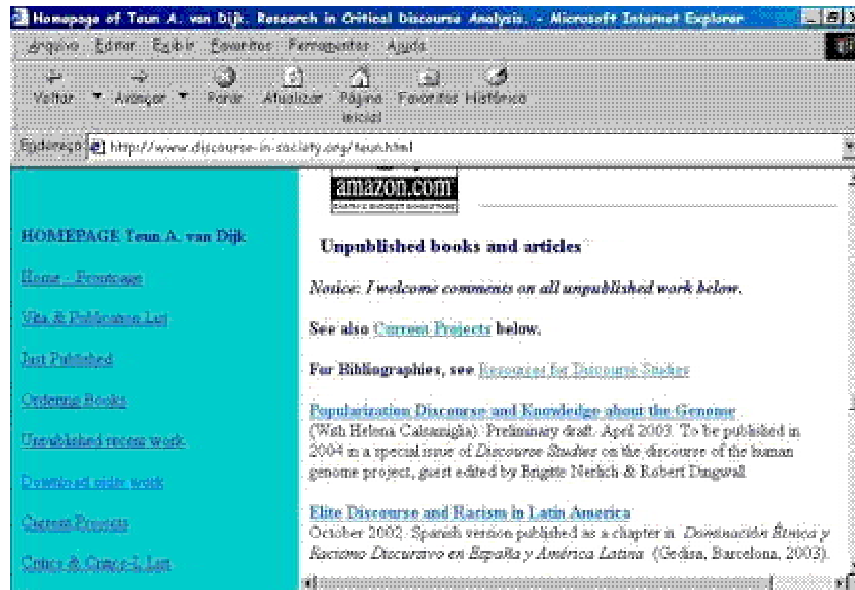 Homepage of Teun A. van Dijk. Research in Critical Discourse Analysis. - Microsoft Internet Explorer
Arquivo Editar Exibir Favoritos Ferramentas Ajuda
Voltar Avançar Parar Atualizar Página inicial Favoritos Histórico
Endereço http://www.discourse-in-society.org/teun.html
amazon.com
HOMEPAGE Teun A. van Dijk
Home - Frontpage
Vita & Publication List
Just Published
Ordering Books
Unpublished recent work
Download older work
Current Projects
Critics & Critics-L List
Unpublished books and articles
Notice: I welcome comments on all unpublished work below.
See also Current Projects below.
For Bibliographies, see Resources for Discourse Studies
Popularization Discourse and Knowledge about the Genome
(With Helena Calsamiglia). Preliminary draft. April 2003. To be published in
2004 in a special issue of Discourse Studies on the discourse of the human
genome project, guest edited by Brigitte Nerlich & Robert Dingwall.
Elite Discourse and Racism in Latin America
October 2002. Spanish version published as a chapter in Dominación Étnica y
Racismo Discursivo en España y América Latina (Gedisa, Barcelona, 2003).